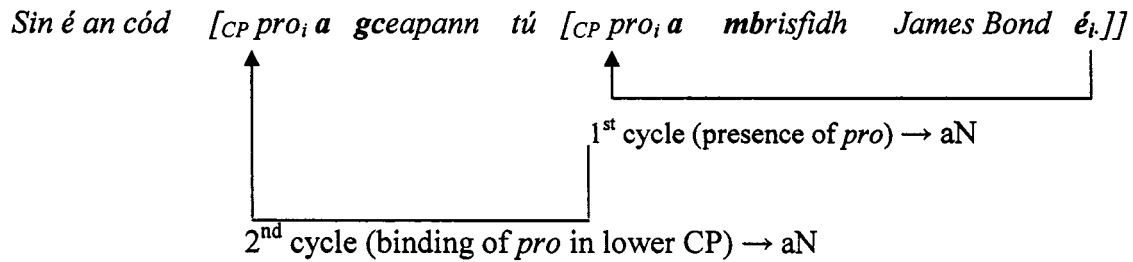 Sin é an cód [CP proi a gceapann tú [CP proi a mbrisfidh James Bond éi.]]
1st cycle (presence of pro) → aN
2nd cycle (binding of pro in lower CP) → aN